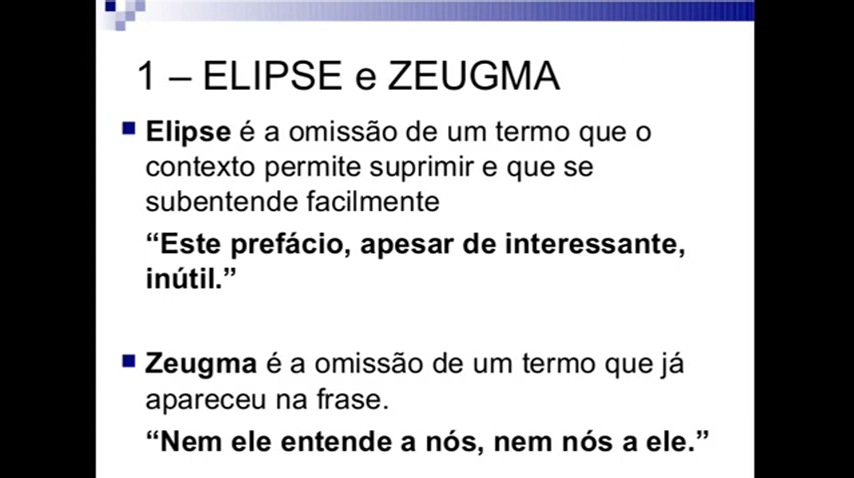 1 – ELIPSE e ZEUGMA
Elipse é a omissão de um termo que o
contexto permite suprimir e que se
subentende facilmente
“Este prefácio, apesar de interessante,
inútil.”
Zeugma é a omissão de um termo que já
apareceu na frase.
“Nem ele entende a nós, nem nós a ele.”